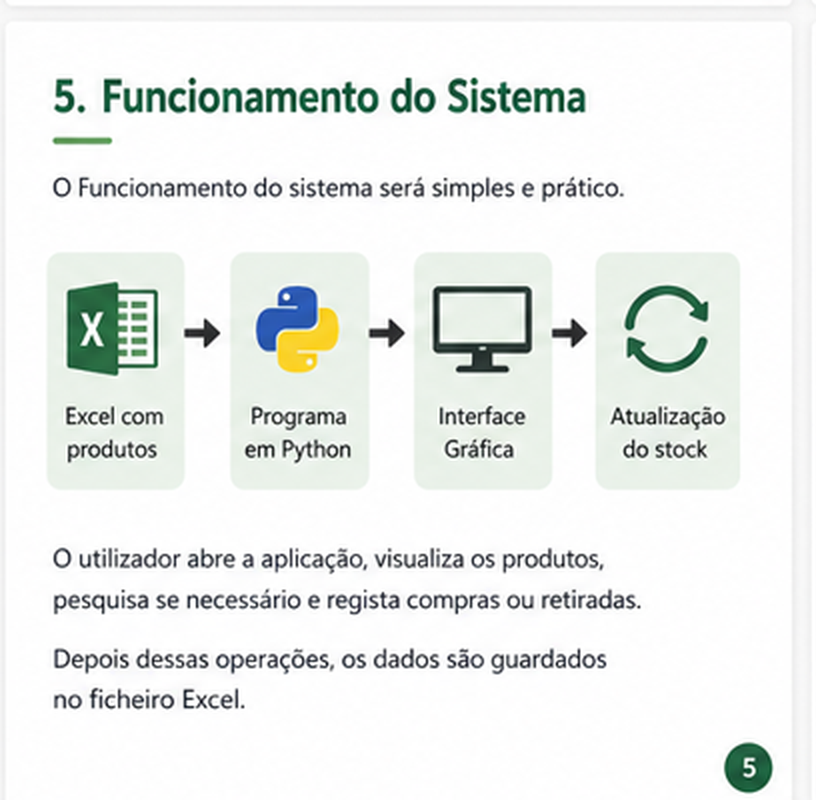 5. Funcionamento do Sistema
O Funcionamento do sistema será simples e prático.
X
Excel com
produtos
Programa
em Python
Interface
Gráfica
Atualização
do stock
O utilizador abre a aplicação, visualiza os produtos,
pesquisa se necessário e regista compras ou retiradas.
Depois dessas operações, os dados são guardados
no ficheiro Excel.
5